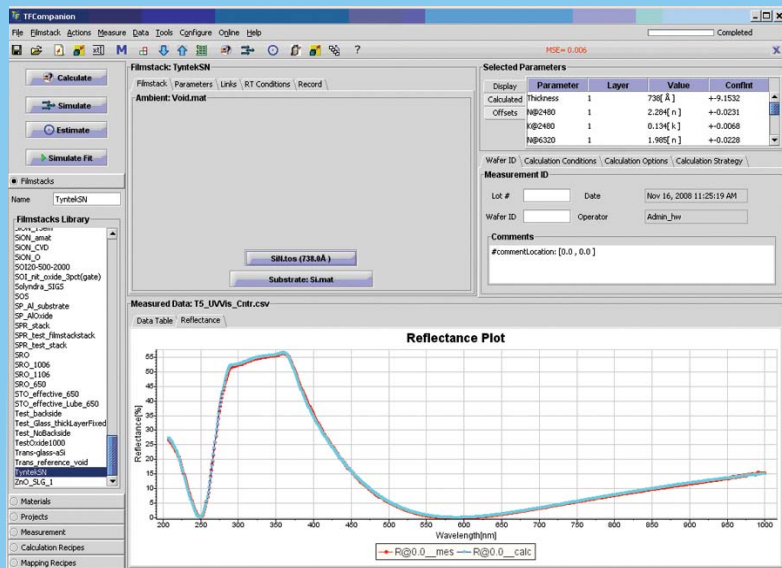 TFCompanion
File Filmstack Actions Measure Data Tools Configure Online Help
Completed
MSE= 0.006
X
Calculate
Simulate
Estimate
Simulate Fit
Filmstacks
Name TyntekSN
Filmstacks Library
SiON_amat
SiON_CVD
SiON_O
SOI20-500-2000
SOI_nit_oxide_3pct(gate)
Solyndra_SIGS
SOS
SP_Al_substrate
SP_AlOxide
SPR_stack
SPR_test_filmstackstack
SPR_test_stack
SRO
SRO_1006
SRO_1106
SRO_650
STO_effective_650
STO_effective_Lube_650
Test_backside
Test_Glass_thickLayerFixed
Test_NoBackside
TestOxide1000
Trans-glass-aSi
Trans_reference_void
TyntekSN
ZnO_SLG_1
Materials
Projects
Measurement
Calculation Recipes
Mapping Recipes
Filmstack: TyntekSN
Filmstack Parameters Links RT Conditions Record
Ambient: Void.mat
SiN.tos (738.0Å )
Substrate: Si.mat
Selected Parameters
Display
Calculated
Offsets
Parameter Layer Value ConfInt
Thickness 1 738[ Å ] +-9.1532
N@2480 1 2.284[ n ] +-0.0231
K@2480 1 0.134[ k ] +-0.0068
N@6320 1 1.985[ n ] +-0.0228
Wafer ID Calculation Conditions Calculation Options Calculation Strategy
Measurement ID
Lot # Date Nov 16, 2008 11:25:19 AM
Wafer ID Operator Admin_hw
Comments
#commentLocation: [0.0 , 0.0 ]
Measured Data: T5_UVVis_Cntr.csv
Data Table Reflectance
Reflectance Plot
Reflectance[%]
55
50
45
40
35
30
25
20
15
10
5
0
200 250 300 350 400 450 500 550 600 650 700 750 800 850 900 950 1000
Wavelength[nm]
R@0.0__mes R@0.0__calc